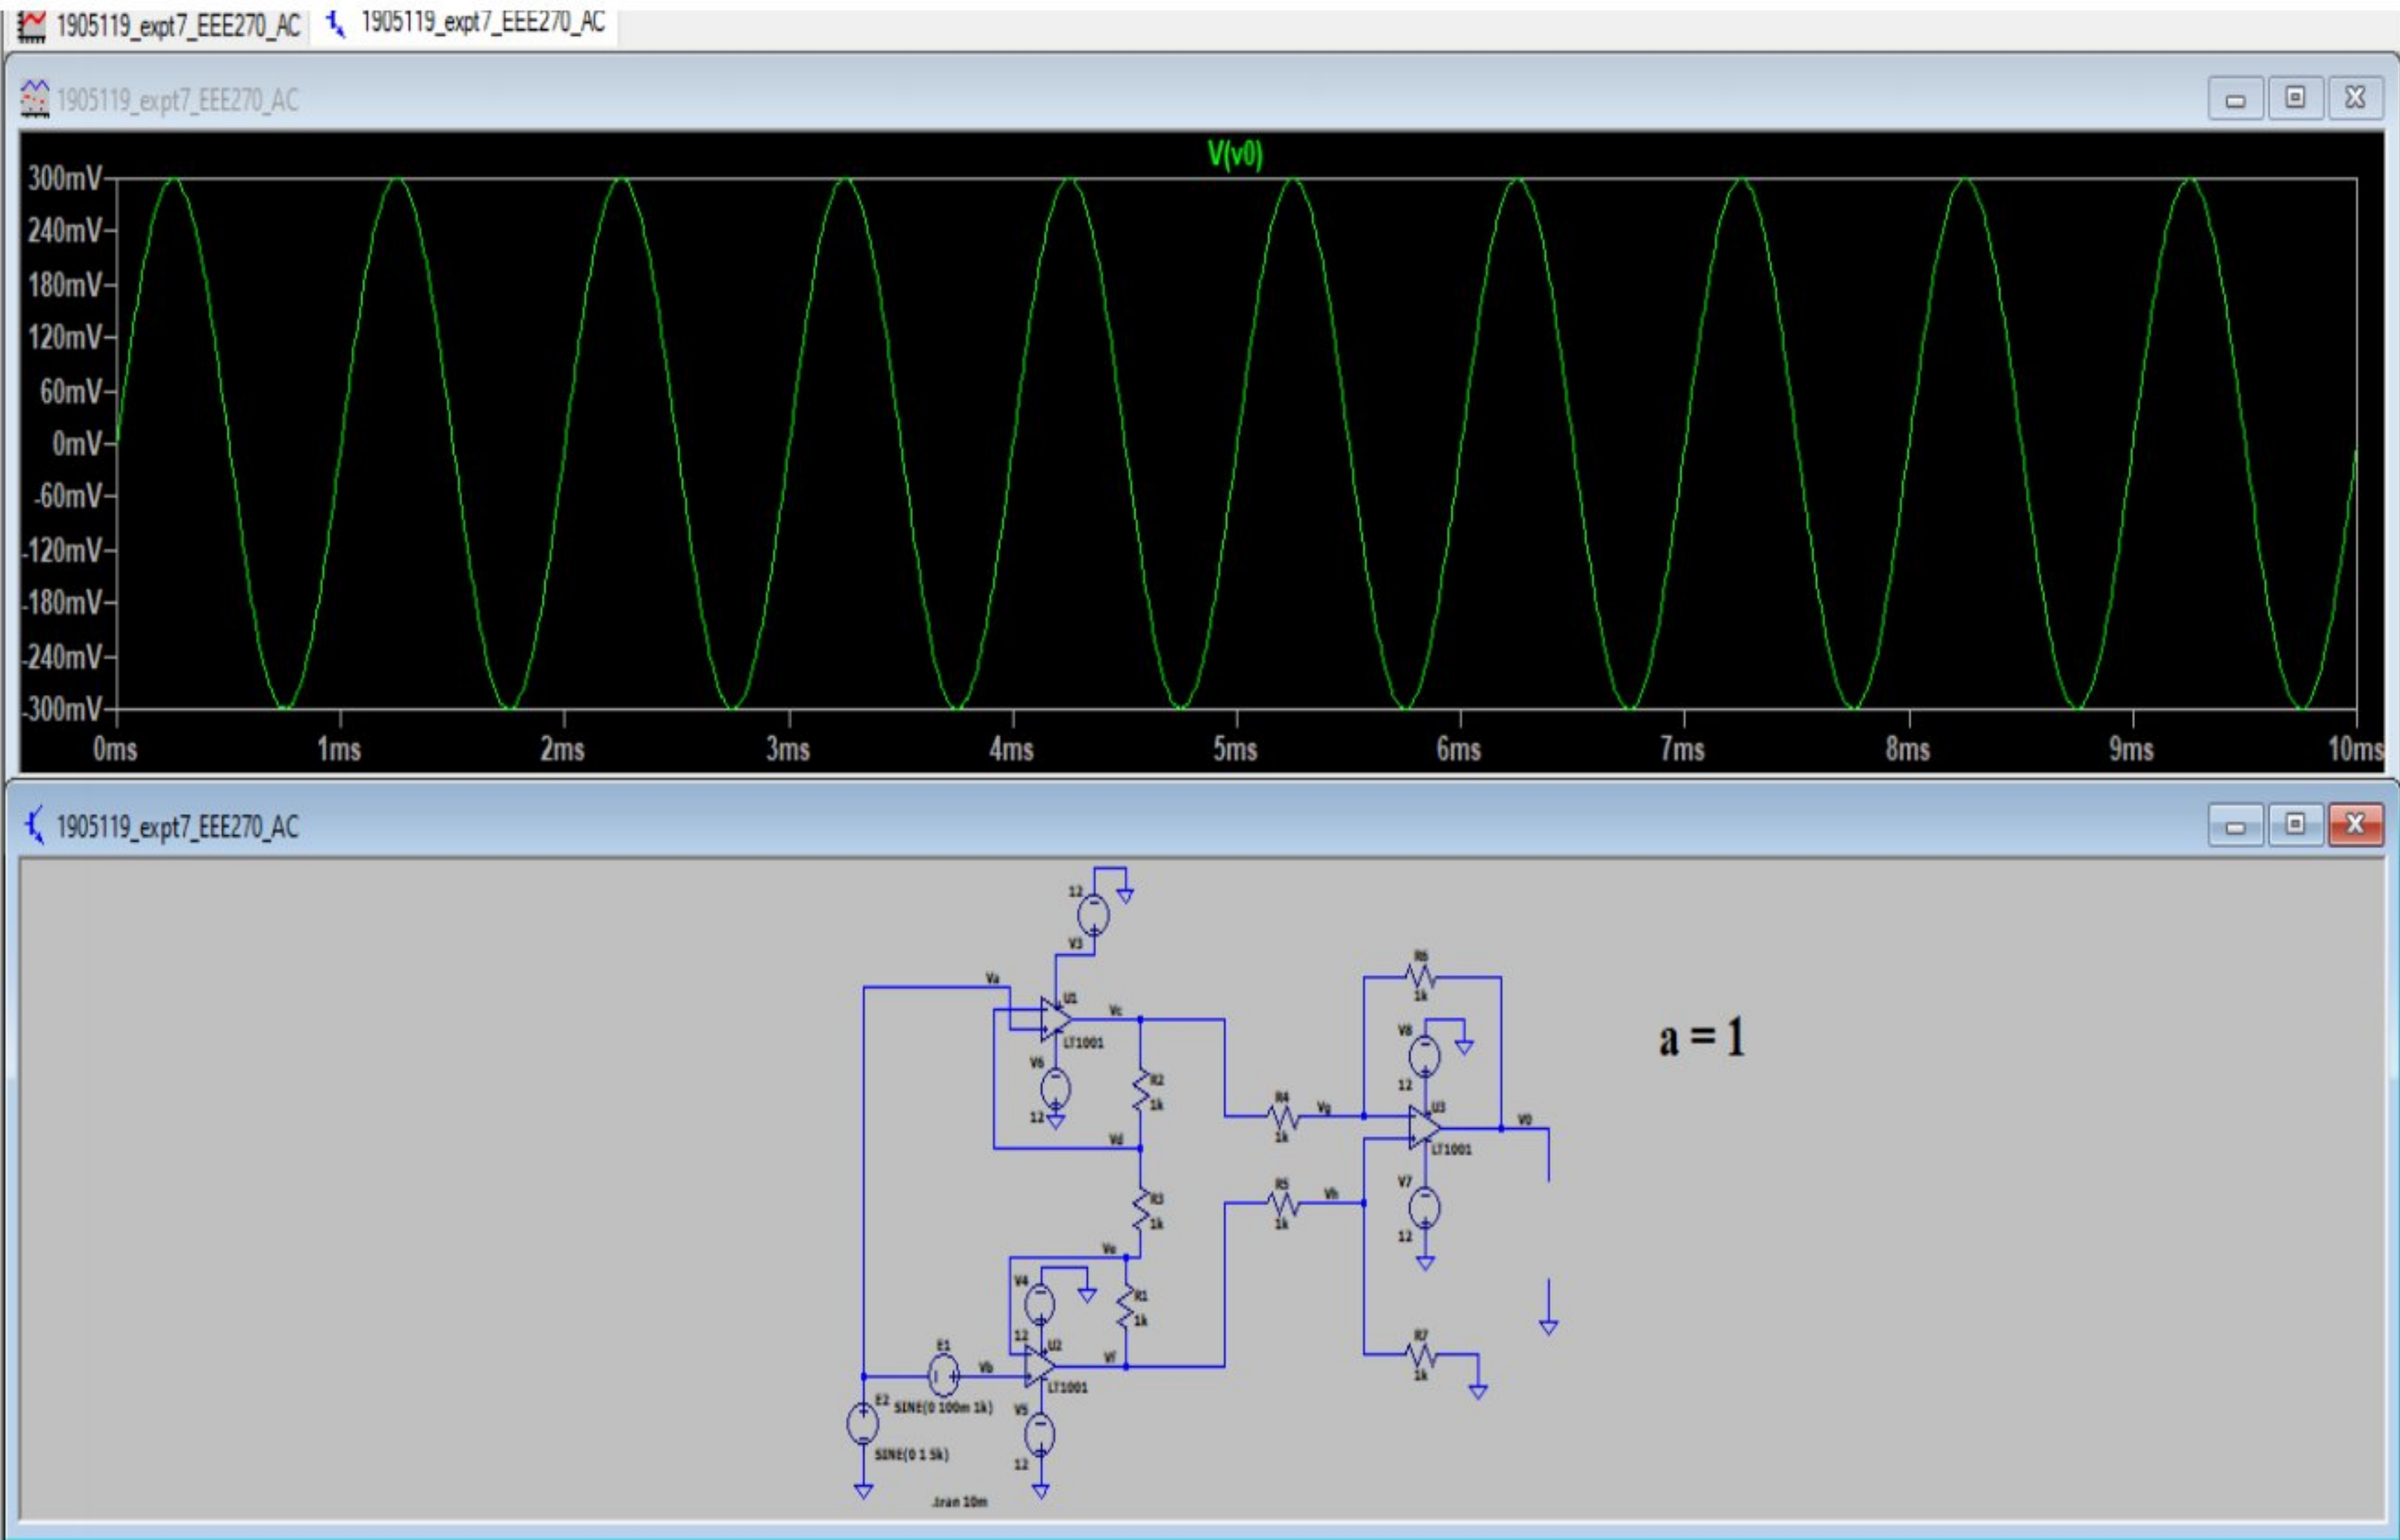 1905119_expt7_EEE270_AC 1905119_expt7_EEE270_AC
1905119_expt7_EEE270_AC
V(v0)
300mV
240mV
180mV
120mV
60mV
0mV
-60mV
-120mV
-180mV
-240mV
-300mV
0ms 1ms 2ms 3ms 4ms 5ms 6ms 7ms 8ms 9ms 10ms
1905119_expt7_EEE270_AC
12
V3
Va
U1
Vc
LT1001
V6
12
R2
1k
Vd
R3
1k
Ve
V4
12
R1
1k
U2
Vf
LT1001
E1
Vb
E2
SINE(0 100m 1k)
V5
SINE(0 1 5k)
12
.tran 10m
R6
1k
V8
12
R4
1k
Vg
U3
V0
LT1001
R5
1k
Vh
V7
12
R7
1k
a = 1